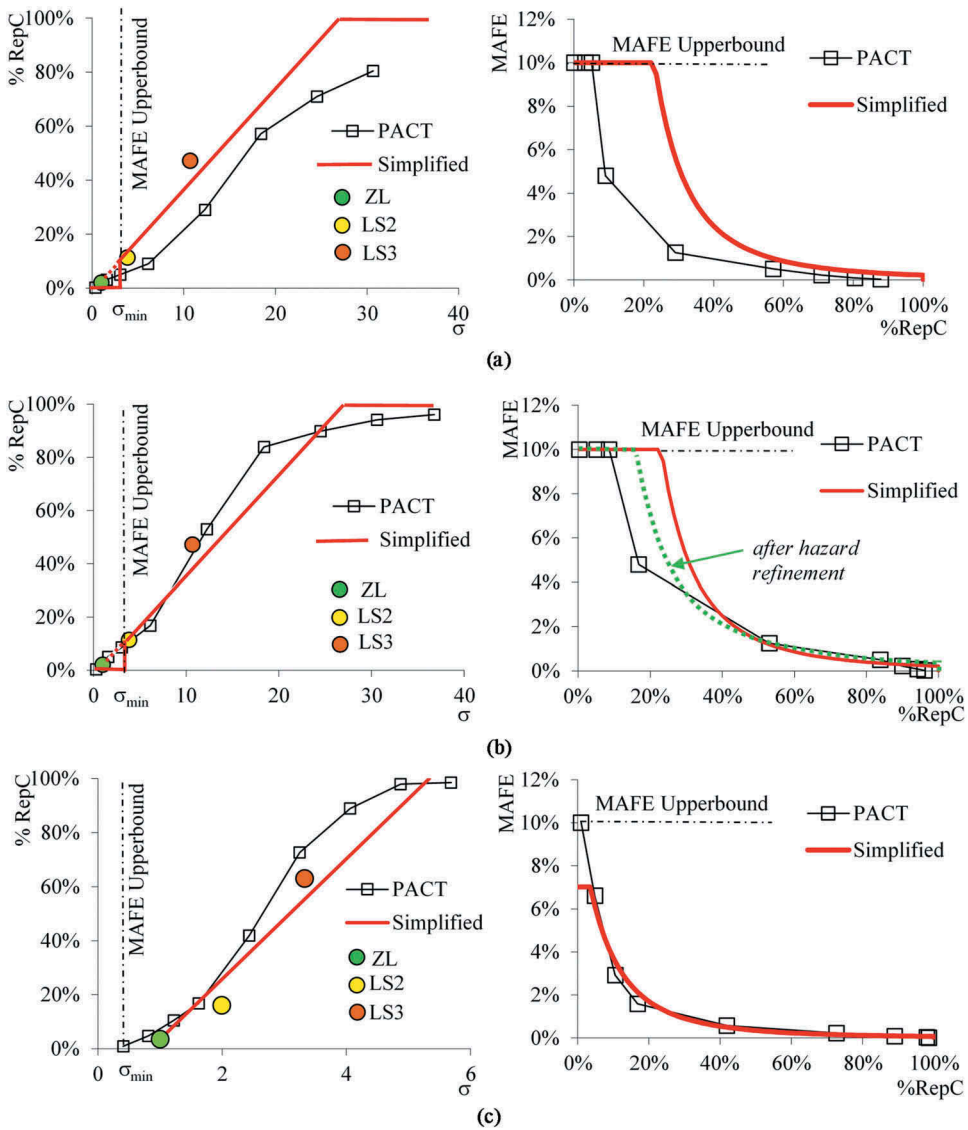 100%
80%
60%
40%
20%
0%
% RepC
MAFE Upperbound
PACT
Simplified
ZL
LS2
LS3
0
σmin
10
20
30
40
σ
12%
10%
8%
6%
4%
2%
0%
MAFE
MAFE Upperbound
PACT
Simplified
0%
20%
40%
60%
80%
100%
%RepC
(a)
100%
80%
60%
40%
20%
0%
% RepC
MAFE Upperbound
PACT
Simplified
ZL
LS2
LS3
0
σmin
10
20
30
40
σ
12%
10%
8%
6%
4%
2%
0%
MAFE
MAFE Upperbound
PACT
Simplified
after hazard
refinement
0%
20%
40%
60%
80%
100%
%RepC
(b)
100%
80%
60%
40%
20%
0%
% RepC
MAFE Upperbound
PACT
Simplified
ZL
LS2
LS3
0
σmin
2
4
6
σ
12%
10%
8%
6%
4%
2%
0%
MAFE
MAFE Upperbound
PACT
Simplified
0%
20%
40%
60%
80%
100%
%RepC
(c)